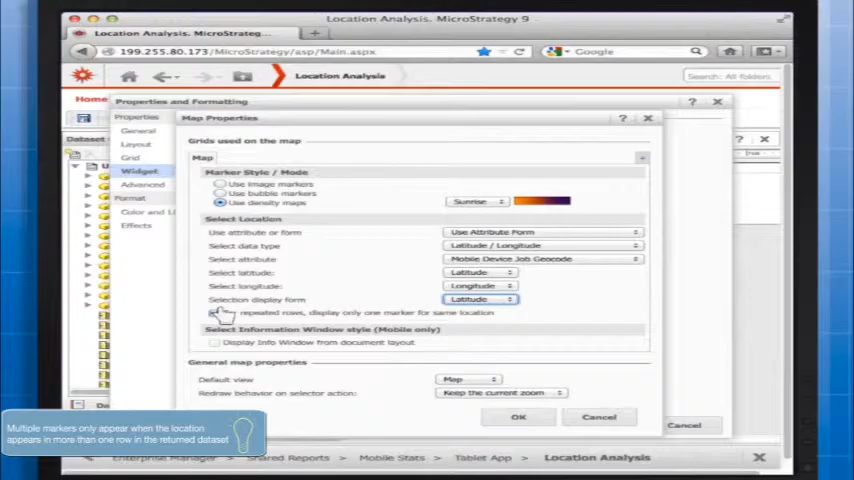 Location Analysis. MicroStrategy 9
Location Analysis. MicroStrateg...
199.255.80.173/MicroStrategy/asp/Main.aspx
Google
Location Analysis
Search: All folders
Home
Properties and Formatting
Properties
Map Properties
Dataset
General
Layout
Grid
Widget
Advanced
Format
Effects
Grids used on the map
Map
Marker Style / Mode
Use image markers
Use bubble markers
Use density maps
Sunrise
Select Location
Use attribute or form
Use Attribute Form
Select data type
Latitude / Longitude
Select attribute
Mobile Device Job Geocode
Select latitude:
Latitude
Select longitude:
Longitude
Selection display form
Latitude
repeated rows, display only one marker for same location
Select Information Window style (Mobile only)
Display Info Window from document layout
General map properties
Default view
Map
Redraw behavior on selector action:
Keep the current zoom
OK
Cancel
Cancel
Multiple markers only appear when the location
appears in more than one row in the returned dataset
Enterprise Manager > Shared Reports > Mobile Stats > Tablet App > Location Analysis